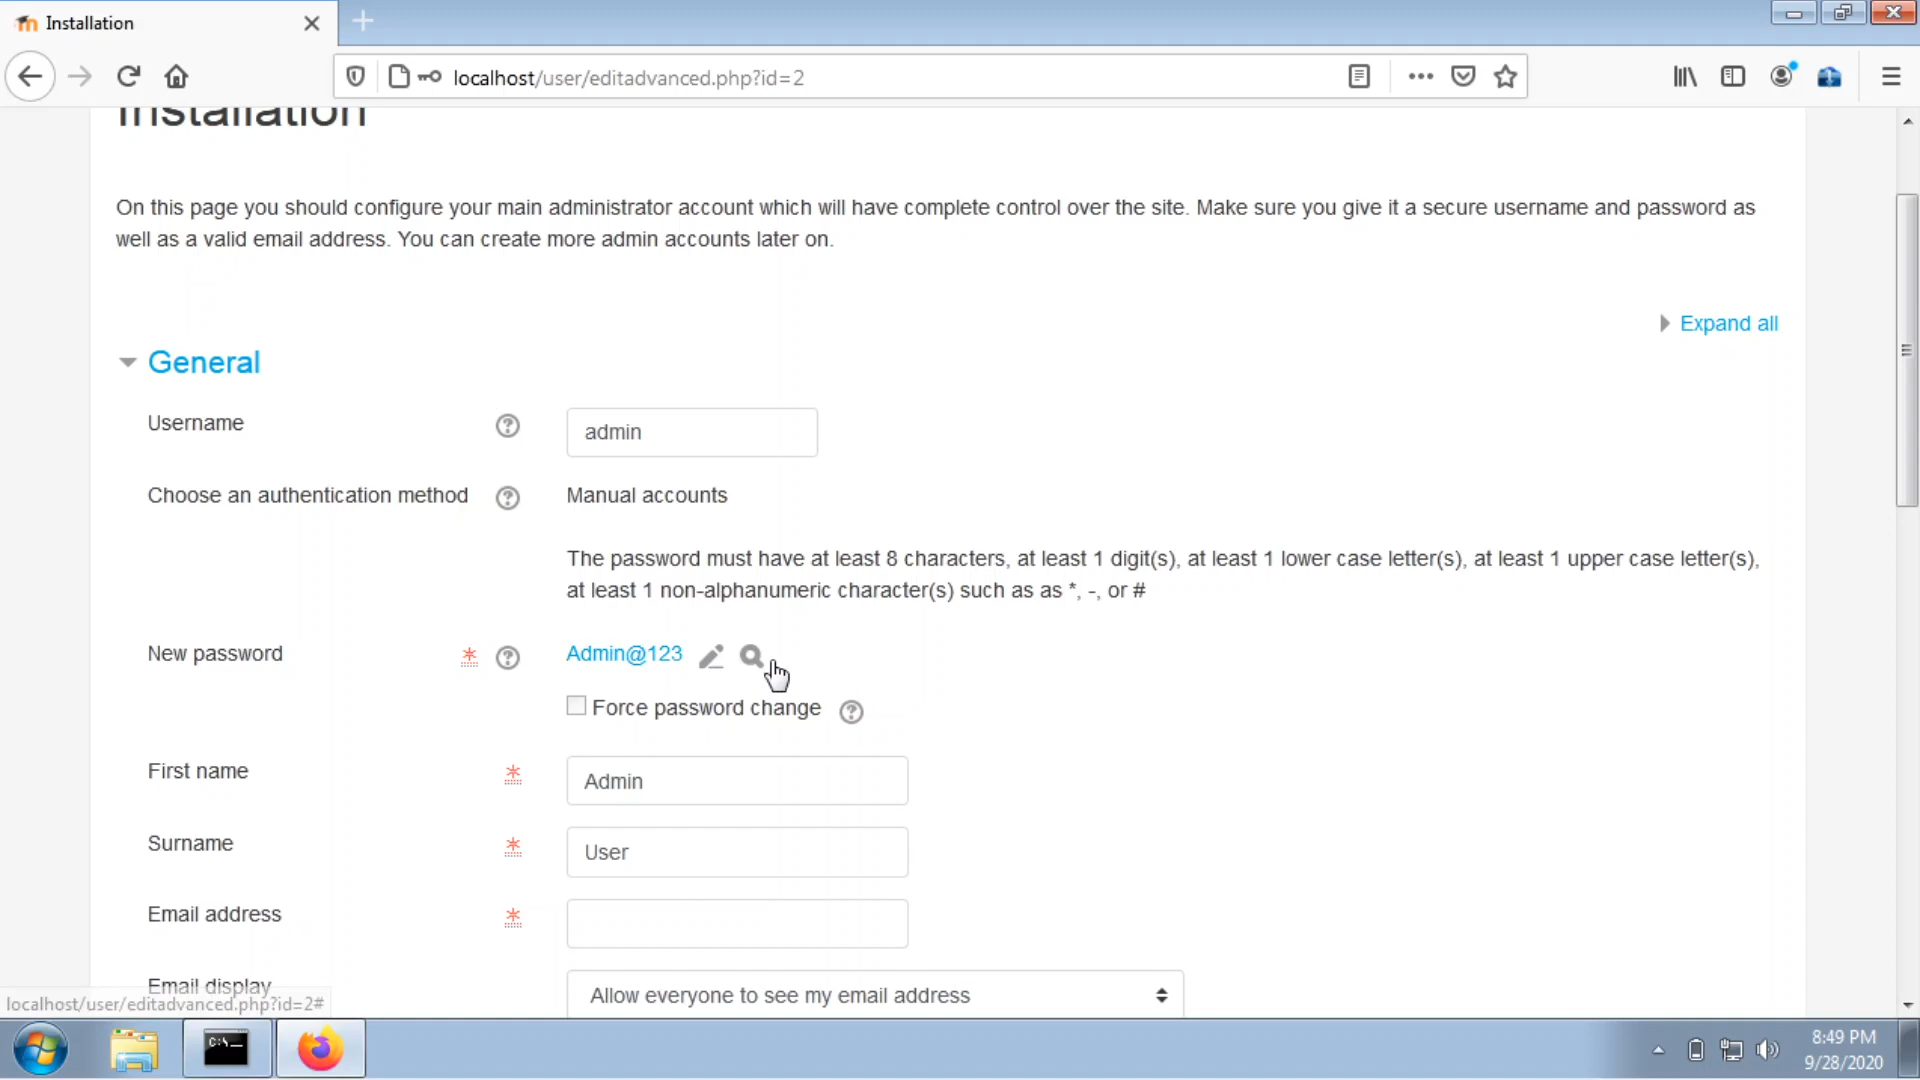 Installation
localhost/user/editadvanced.php?id=2
Installation
On this page you should configure your main administrator account which will have complete control over the site. Make sure you give it a secure username and password as
well as a valid email address. You can create more admin accounts later on.
Expand all
General
Username
admin
Choose an authentication method
Manual accounts
The password must have at least 8 characters, at least 1 digit(s), at least 1 lower case letter(s), at least 1 upper case letter(s),
at least 1 non-alphanumeric character(s) such as as *, -, or #
New password
Admin@123
Force password change
First name
Admin
Surname
User
Email address
Email display
Allow everyone to see my email address
localhost/user/editadvanced.php?id=2#
C:\._
8:49 PM
9/28/2020